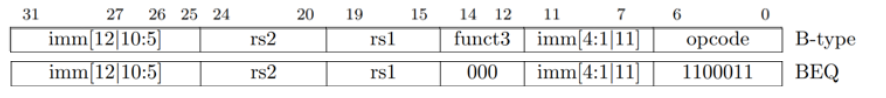 31 27 26 25 24 20 19 15 14 12 11 7 6 0
imm[12|10:5] rs2 rs1 funct3 imm[4:1|11] opcode B-type
imm[12|10:5] rs2 rs1 000 imm[4:1|11] 1100011 BEQ